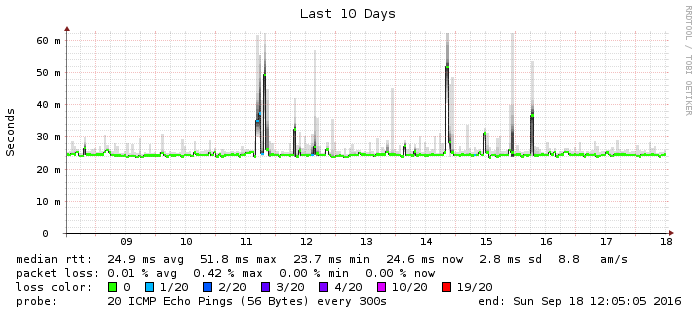 Last 10 Days
RRDTOOL / TOBI OETIKER
Seconds
60 m
50 m
40 m
30 m
20 m
10 m
0
09 10 11 12 13 14 15 16 17 18
median rtt: 24.9 ms avg 51.8 ms max 23.7 ms min 24.6 ms now 2.8 ms sd 8.8 am/s
packet loss: 0.01 % avg 0.42 % max 0.00 % min 0.00 % now
loss color: 0 1/20 2/20 3/20 4/20 10/20 19/20
probe: 20 ICMP Echo Pings (56 Bytes) every 300s end: Sun Sep 18 12:05:05 2016